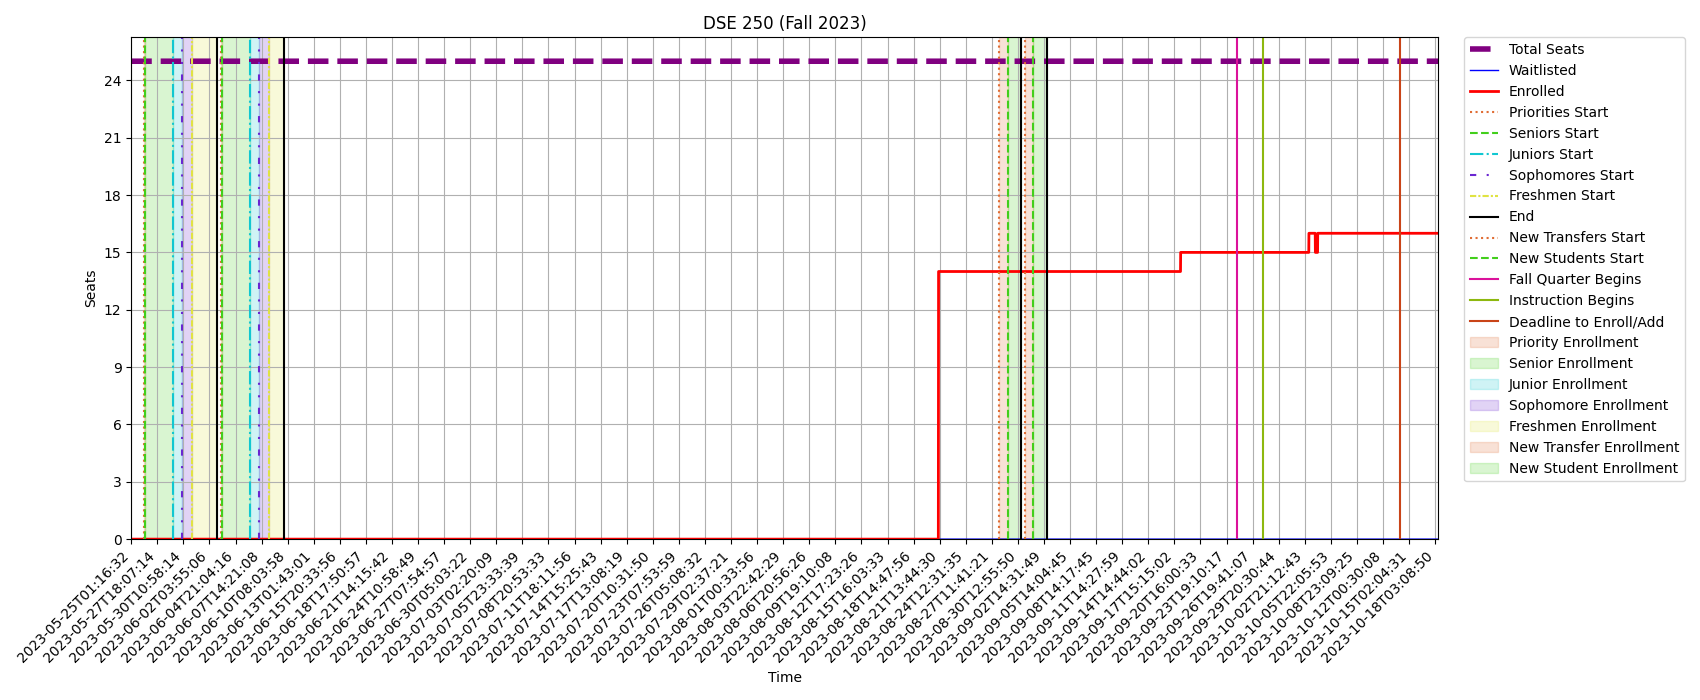 DSE 250 (Fall 2023)
Seats
24
21
18
15
12
9
6
3
0
2023-05-25T01:16:32
2023-05-27T18:07:14
2023-05-30T10:58:14
2023-06-02T03:55:06
2023-06-04T21:04:16
2023-06-07T14:21:08
2023-06-10T08:03:58
2023-06-13T01:43:01
2023-06-15T20:33:56
2023-06-18T17:50:57
2023-06-21T14:15:42
2023-06-24T10:58:49
2023-06-27T07:54:57
2023-06-30T05:03:22
2023-07-03T02:20:09
2023-07-05T23:33:39
2023-07-08T20:53:33
2023-07-11T18:11:56
2023-07-14T15:25:43
2023-07-17T13:08:19
2023-07-20T10:31:50
2023-07-23T07:53:59
2023-07-26T05:08:32
2023-07-29T02:37:21
2023-08-01T00:33:56
2023-08-03T22:42:29
2023-08-06T20:56:26
2023-08-09T19:10:08
2023-08-12T17:23:26
2023-08-15T16:03:33
2023-08-18T14:47:56
2023-08-21T13:44:30
2023-08-24T12:31:35
2023-08-27T11:41:21
2023-08-30T12:55:50
2023-09-02T14:31:49
2023-09-05T14:04:45
2023-09-08T14:17:45
2023-09-11T14:27:59
2023-09-14T14:44:02
2023-09-17T15:15:02
2023-09-20T16:00:33
2023-09-23T19:10:17
2023-09-26T19:41:07
2023-09-29T20:30:44
2023-10-02T21:12:43
2023-10-05T22:05:53
2023-10-08T23:09:25
2023-10-12T00:30:08
2023-10-15T02:04:31
2023-10-18T03:08:50
Time
Total Seats
Waitlisted
Enrolled
Priorities Start
Seniors Start
Juniors Start
Sophomores Start
Freshmen Start
End
New Transfers Start
New Students Start
Fall Quarter Begins
Instruction Begins
Deadline to Enroll/Add
Priority Enrollment
Senior Enrollment
Junior Enrollment
Sophomore Enrollment
Freshmen Enrollment
New Transfer Enrollment
New Student Enrollment